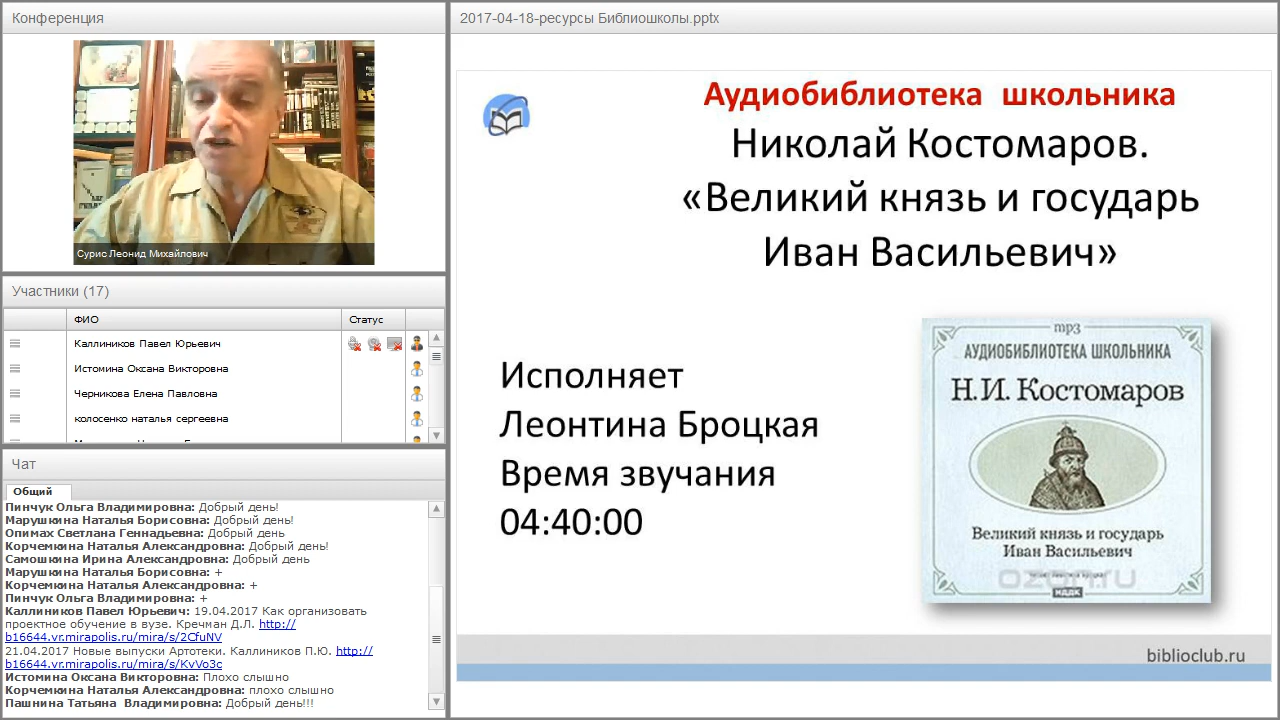 Конференция
Сурис Леонид Михайлович
Участники (17)
ФИО
Статус
Каллиников Павел Юрьевич
Истомина Оксана Викторовна
Черникова Елена Павловна
колосенко наталья сергеевна
Чат
Общий
Пинчук Ольга Владимировна: Добрый день!
Марушкина Наталья Борисовна: Добрый день!
Опимах Светлана Геннадьевна: Добрый день
Корчемкина Наталья Александровна: Добрый день!
Самошкина Ирина Александровна: Добрый день
Марушкина Наталья Борисовна: +
Корчемкина Наталья Александровна: +
Пинчук Ольга Владимировна: +
Каллиников Павел Юрьевич: 19.04.2017 Как организовать
проектное обучение в вузе. Кречман Д.Л. http://
b16644.vr.mirapolis.ru/mira/s/2CfuNV
21.04.2017 Новые выпуски Артотеки. Каллиников П.Ю. http://
b16644.vr.mirapolis.ru/mira/s/KvVo3c
Истомина Оксана Викторовна: Плохо слышно
Корчемкина Наталья Александровна: плохо слышно
Пашнина Татьяна Владимировна: Добрый день!!!
2017-04-18-ресурсы Библиошколы.pptx
Аудиобиблиотека школьника
Николай Костомаров.
«Великий князь и государь
Иван Васильевич»
Исполняет
Леонтина Броцкая
Время звучания
04:40:00
mp3
АУДИОБИБЛИОТЕКА ШКОЛЬНИКА
Н.И. Костомаров
Великий князь и государь
Иван Васильевич
ozon.ru
ИДДК
biblioclub.ru